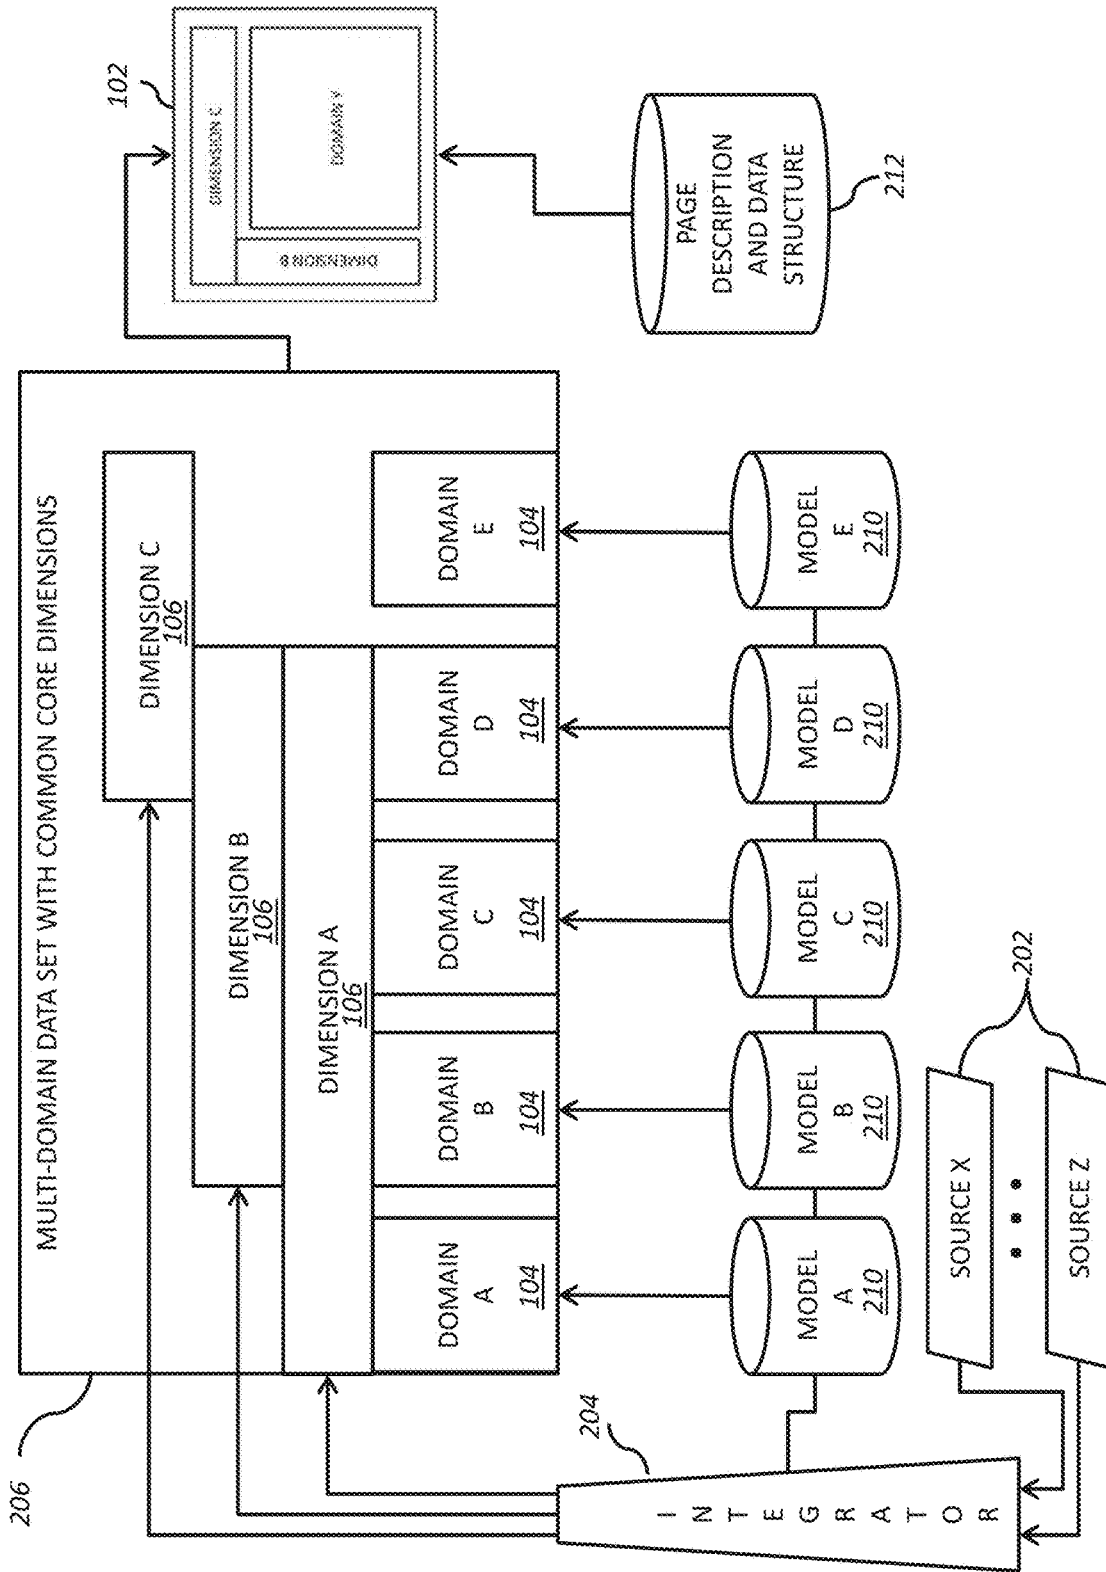 206
MULTI-DOMAIN DATA SET WITH COMMON CORE DIMENSIONS
DIMENSION C
106
DIMENSION B
106
DIMENSION A
106
DOMAIN
A
104
DOMAIN
B
104
DOMAIN
C
104
DOMAIN
D
104
DOMAIN
E
104
102
DIMENSION C
DIMENSION B
DOMAIN Y
204
INTEGRATOR
MODEL
A
210
MODEL
B
210
MODEL
C
210
MODEL
D
210
MODEL
E
210
PAGE
DESCRIPTION
AND DATA
STRUCTURE
212
SOURCE X
SOURCE Z
202